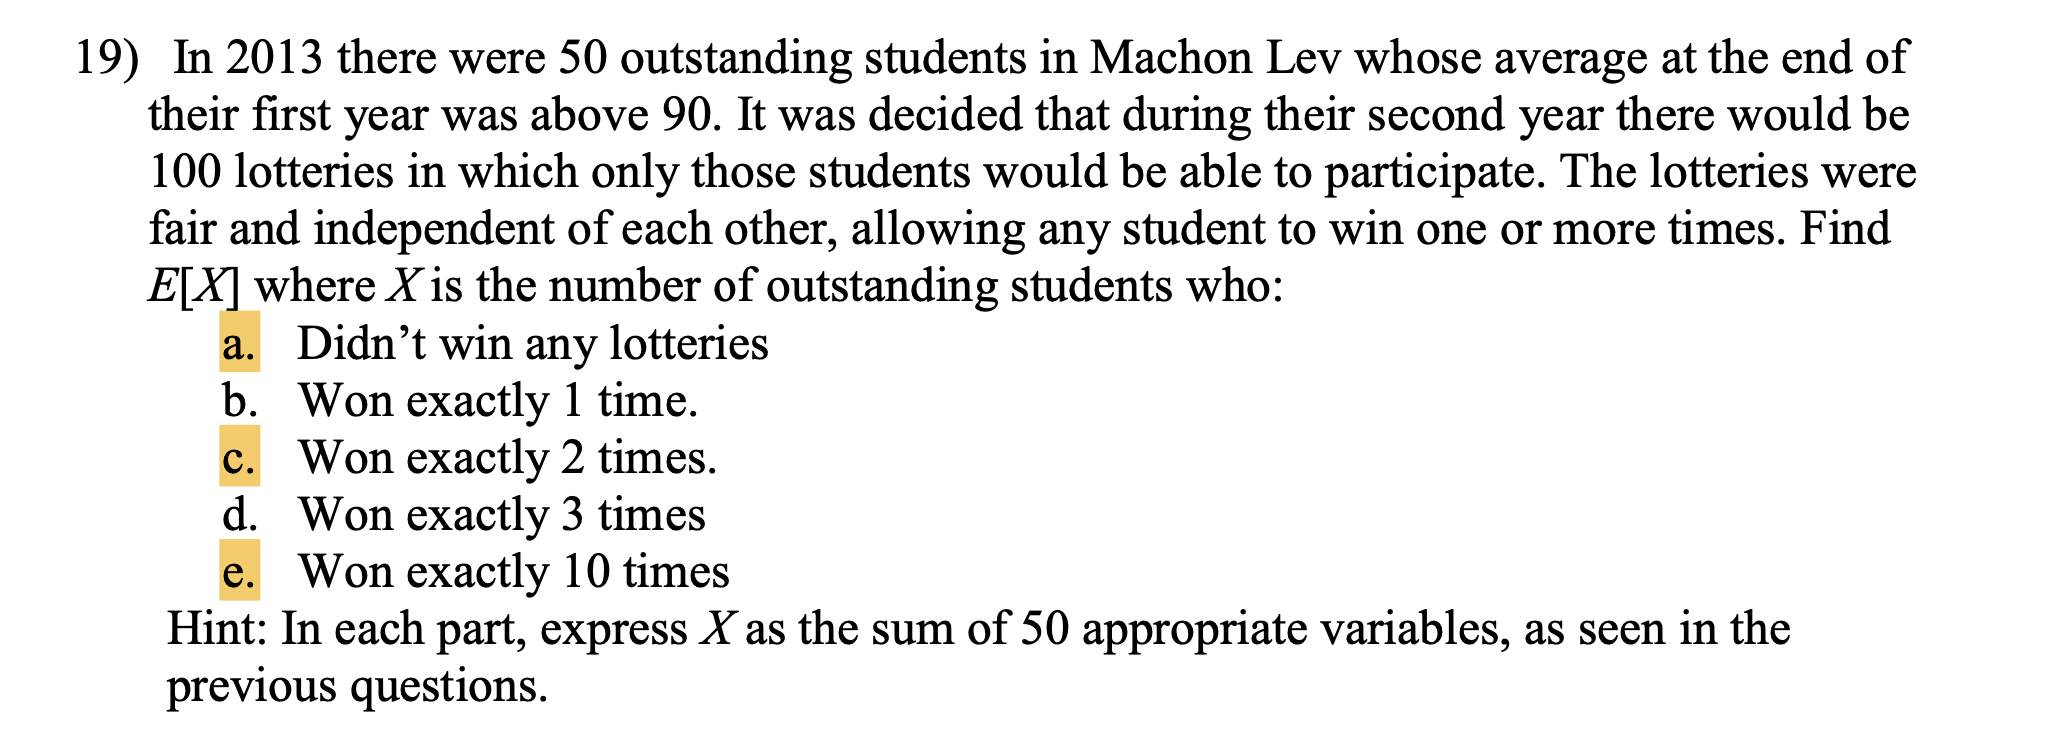 19) In 2013 there were 50 outstanding students in Machon Lev whose average at the end of
their first year was above 90. It was decided that during their second year there would be
100 lotteries in which only those students would be able to participate. The lotteries were
fair and independent of each other, allowing any student to win one or more times. Find
E[X] where X is the number of outstanding students who:
a. Didn’t win any lotteries
b. Won exactly 1 time.
c. Won exactly 2 times.
d. Won exactly 3 times
e. Won exactly 10 times
Hint: In each part, express X as the sum of 50 appropriate variables, as seen in the
previous questions.